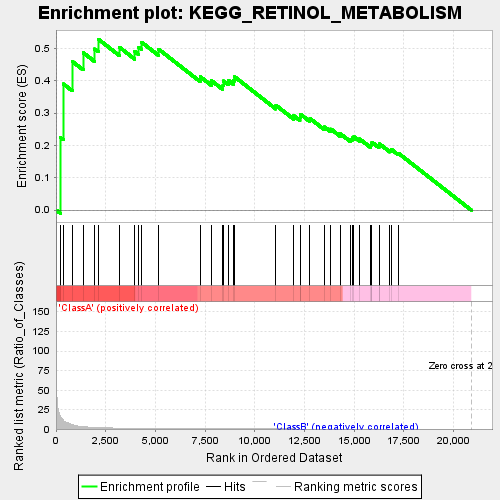 Enrichment plot: KEGG_RETINOL_METABOLISM
Enrichment score (ES)
0.5
0.4
0.3
0.2
0.1
0.0
'ClassA' (positively correlated)
Ranked list metric (Ratio_of_Classes)
150
125
100
75
50
25
0
Zero cross at 2
'ClassB' (negatively correlated)
0
2,500
5,000
7,500
10,000
12,500
15,000
17,500
20,000
Rank in Ordered Dataset
Enrichment profile
Hits
Ranking metric scores